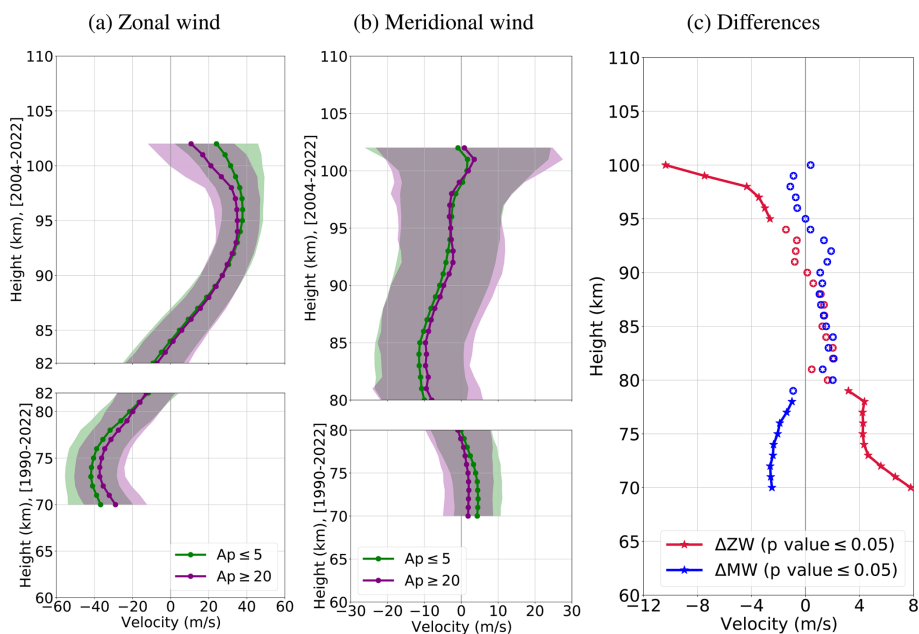 (a) Zonal wind
(b) Meridional wind
(c) Differences
110
105
100
95
90
85
82
Height (km), [2004-2022]
82
80
75
70
65
60
Height (km), [1990-2022]
Ap ≤ 5
Ap ≥ 20
−60 −40 −20 0 20 40 60
Velocity (m/s)
110
105
100
95
90
85
80
Height (km), [2004-2022]
80
75
70
65
60
Height (km), [1990-2022]
Ap ≤ 5
Ap ≥ 20
−30 −20 −10 0 10 20 30
Velocity (m/s)
110
105
100
95
90
85
80
75
70
65
60
Height (km)
ΔZW (p value ≤ 0.05)
ΔMW (p value ≤ 0.05)
−12 −8 −4 0 4 8
Velocity (m/s)